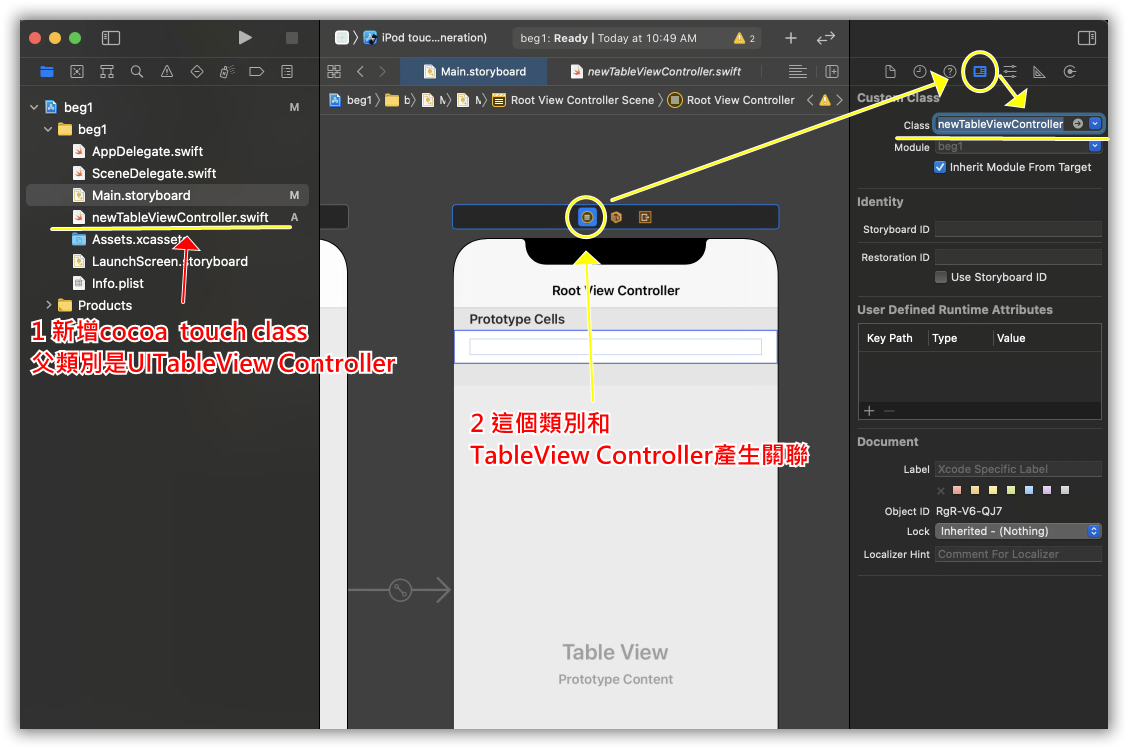 iPod touc...neration)
beg1: Ready | Today at 10:49 AM
2
Main.storyboard
newTableViewController.swift
beg1
M
beg1
AppDelegate.swift
SceneDelegate.swift
Main.storyboard
M
newTableViewController.swift
A
Assets.xcassets
LaunchScreen.storyboard
Info.plist
Products
1 新增cocoa touch class
父類別是UITableView Controller
beg1
b
M
M
Root View Controller Scene
Root View Controller
Root View Controller
Prototype Cells
2 這個類別和
TableView Controller產生關聯
Table View
Prototype Content
Custom Class
Class newTableViewController
Module beg1
Inherit Module From Target
Identity
Storyboard ID
Restoration ID
Use Storyboard ID
User Defined Runtime Attributes
Key Path Type Value
Document
Label Xcode Specific Label
Object ID RgR-V6-QJ7
Lock Inherited - (Nothing)
Localizer Hint Comment For Localizer